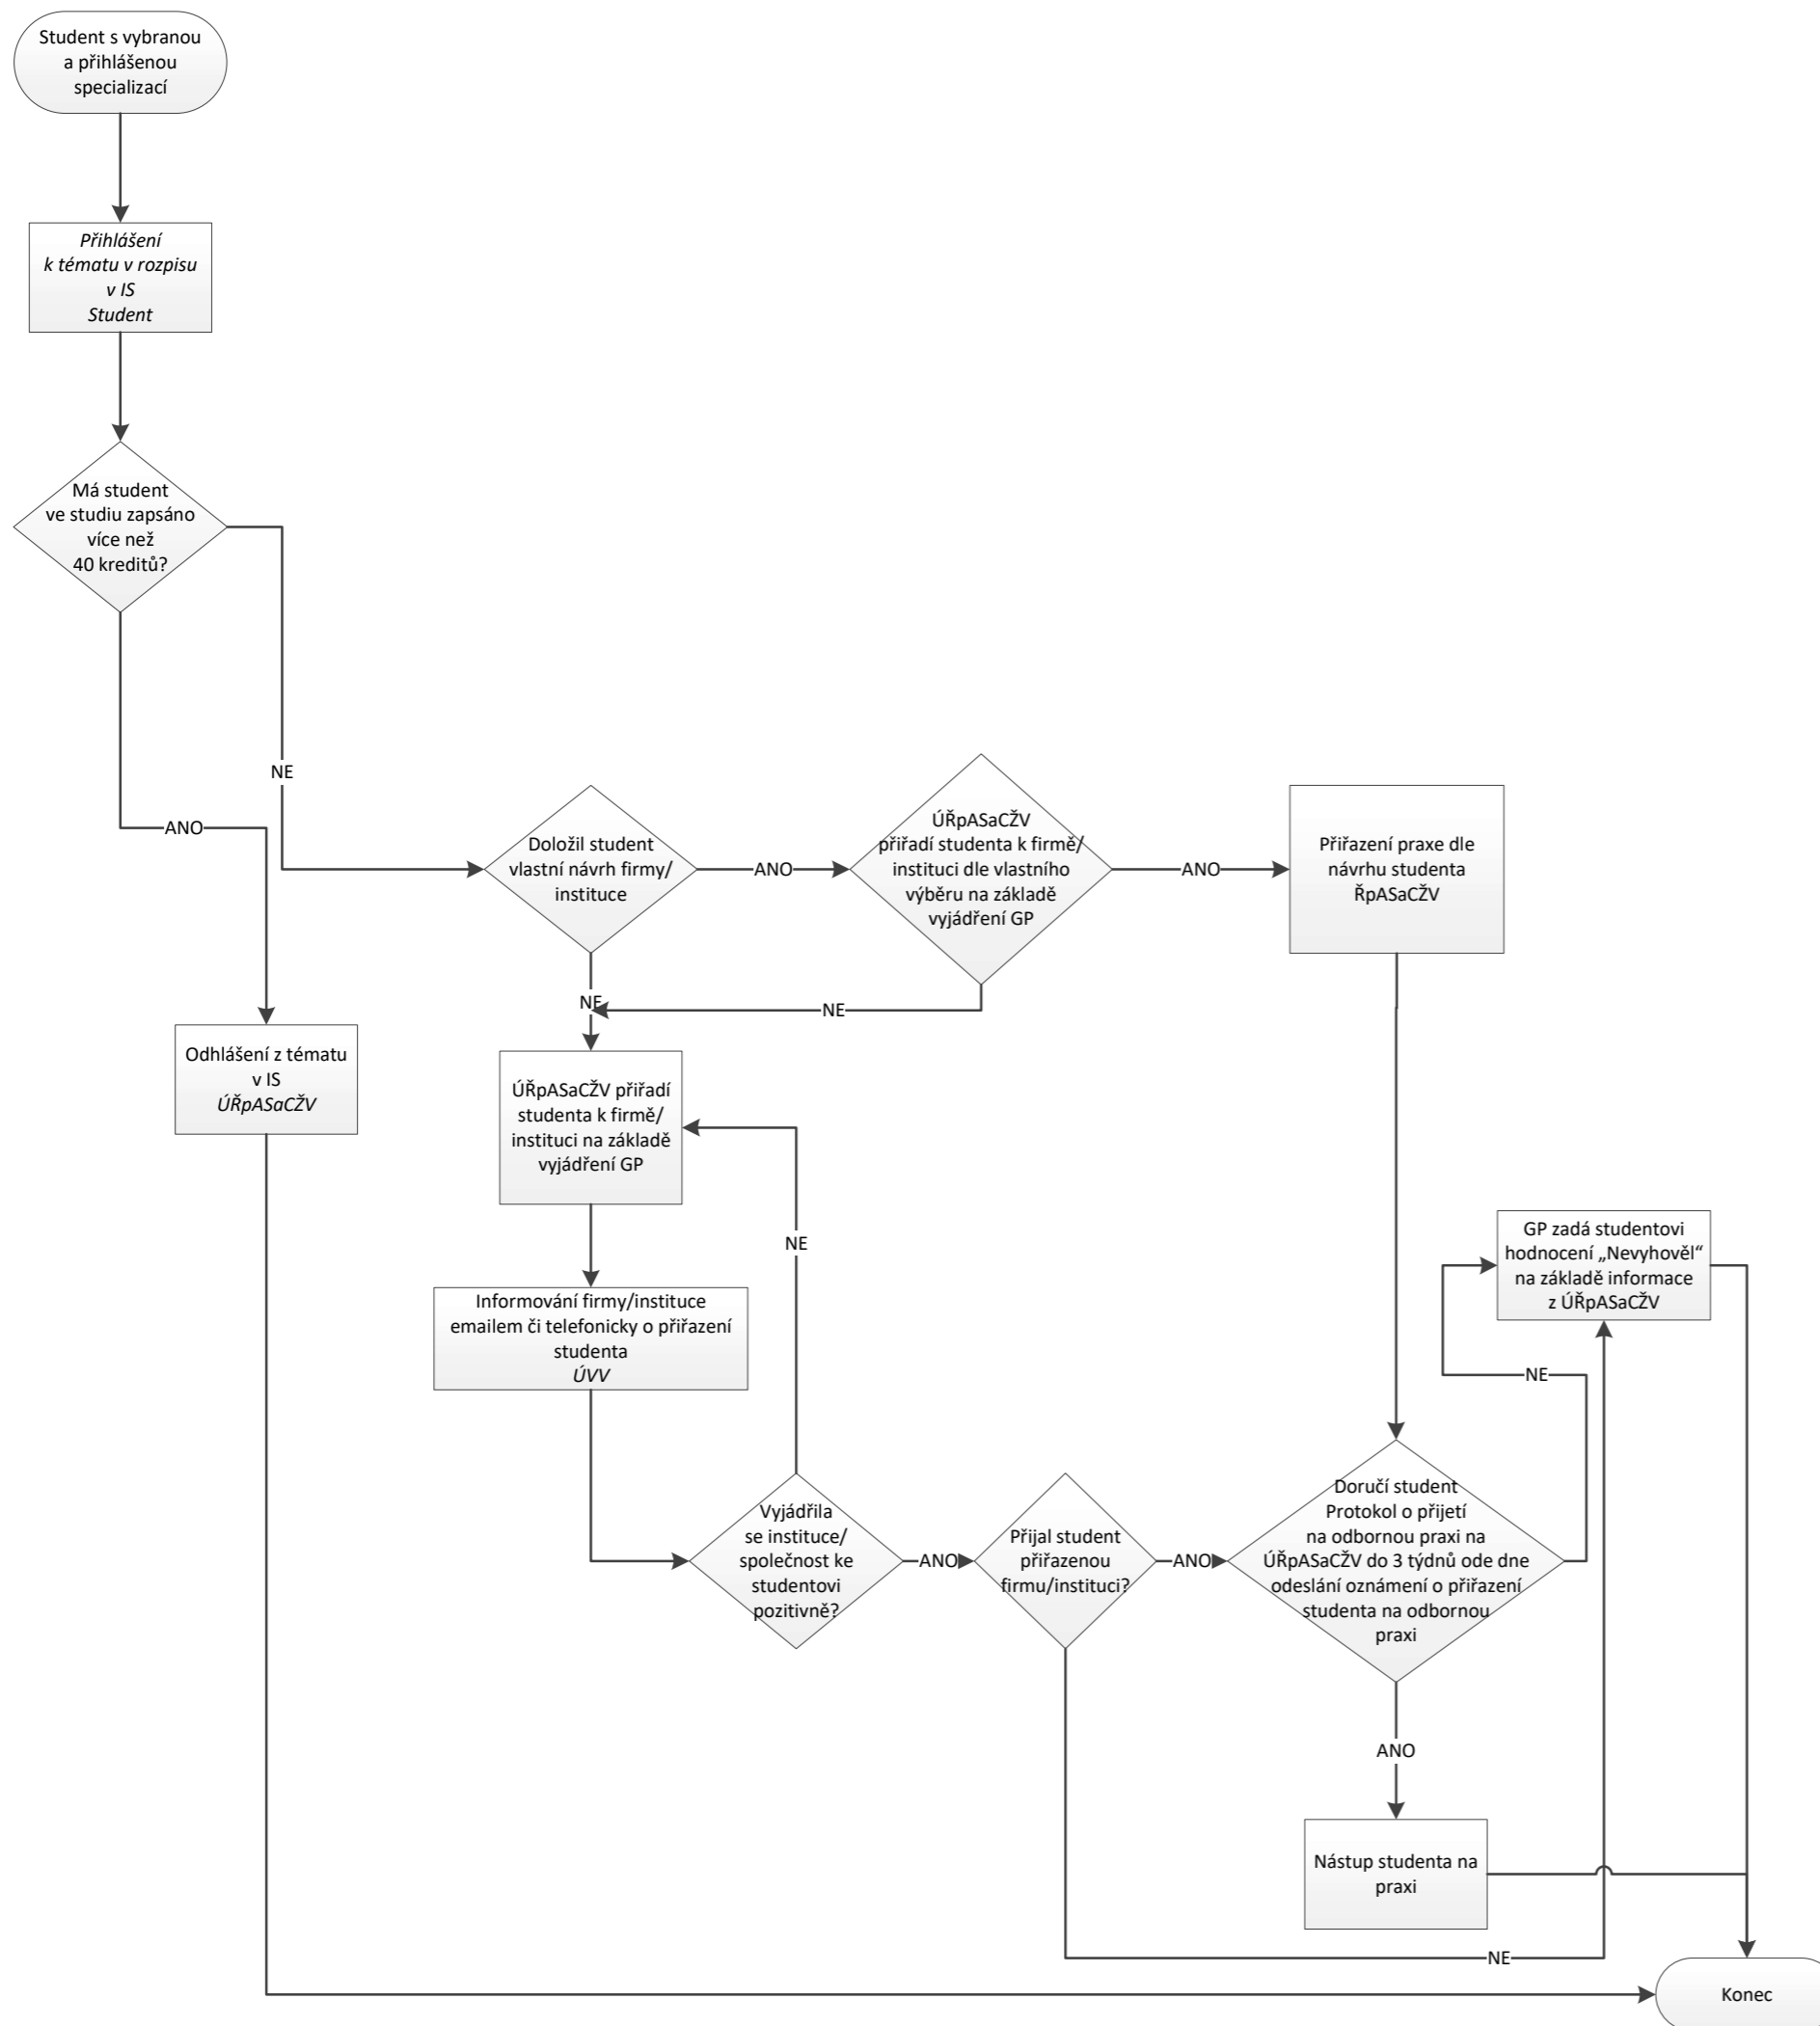 Student s vybranou
a přihlášenou
specializací
Přihlášení
k tématu v rozpisu
v IS
Student
Má student
ve studiu zapsáno
více než
40 kreditů?
NE
ANO
Doložil student
vlastní návrh firmy/
instituce
ANO
ÚŘpASaCŽV
přiřadí studenta k firmě/
instituci dle vlastního
výběru na základě
vyjádření GP
ANO
Přiřazení praxe dle
návrhu studenta
ŘpASaCŽV
NE
NE
Odhlášení z tématu
v IS
ÚŘpASaCŽV
ÚŘpASaCŽV přiřadí
studenta k firmě/
instituci na základě
vyjádření GP
NE
GP zadá studentovi
hodnocení „Nevyhověl“
na základě informace
z ÚŘpASaCŽV
Informování firmy/instituce
emailem či telefonicky o přiřazení
studenta
ÚVV
NE
Vyjádřila
se instituce/
společnost ke
studentovi
pozitivně?
ANO
Přijal student
přiřazenou
firmu/instituci?
ANO
Doručí student
Protokol o přijetí
na odbornou praxi na
ÚŘpASaCŽV do 3 týdnů ode dne
odeslání oznámení o přiřazení
studenta na odbornou
praxi
ANO
Nástup studenta na
praxi
NE
Konec